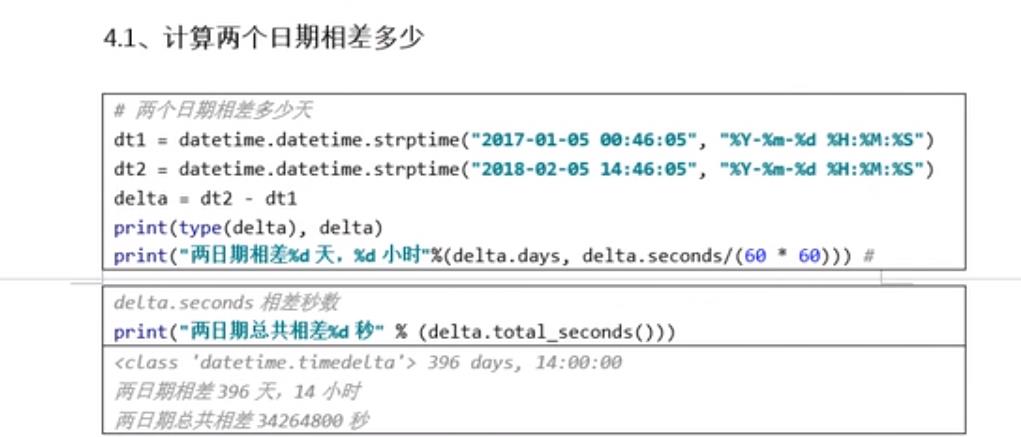 4.1、计算两个日期相差多少
# 两个日期相差多少天
dt1 = datetime.datetime.strptime("2017-01-05 00:46:05", "%Y-%m-%d %H:%M:%S")
dt2 = datetime.datetime.strptime("2018-02-05 14:46:05", "%Y-%m-%d %H:%M:%S")
delta = dt2 - dt1
print(type(delta), delta)
print("两日期相差%d 天，%d 小时"%(delta.days, delta.seconds/(60 * 60))) #
delta.seconds 相差秒数
print("两日期总共相差%d 秒" % (delta.total_seconds()))
<class 'datetime.timedelta'> 396 days, 14:00:00
两日期相差 396 天，14 小时
两日期总共相差 34264800 秒